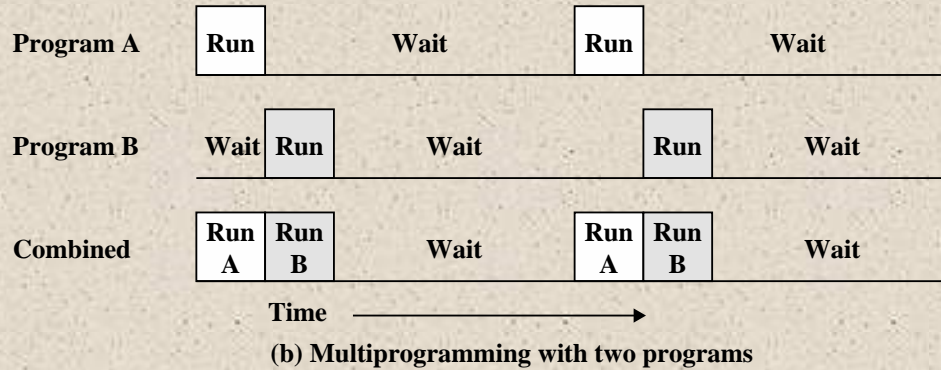 Program A Run Wait Run Wait
Program B Wait Run Wait Run Wait
Combined Run A Run B Wait Run A Run B Wait
Time
(b) Multiprogramming with two programs